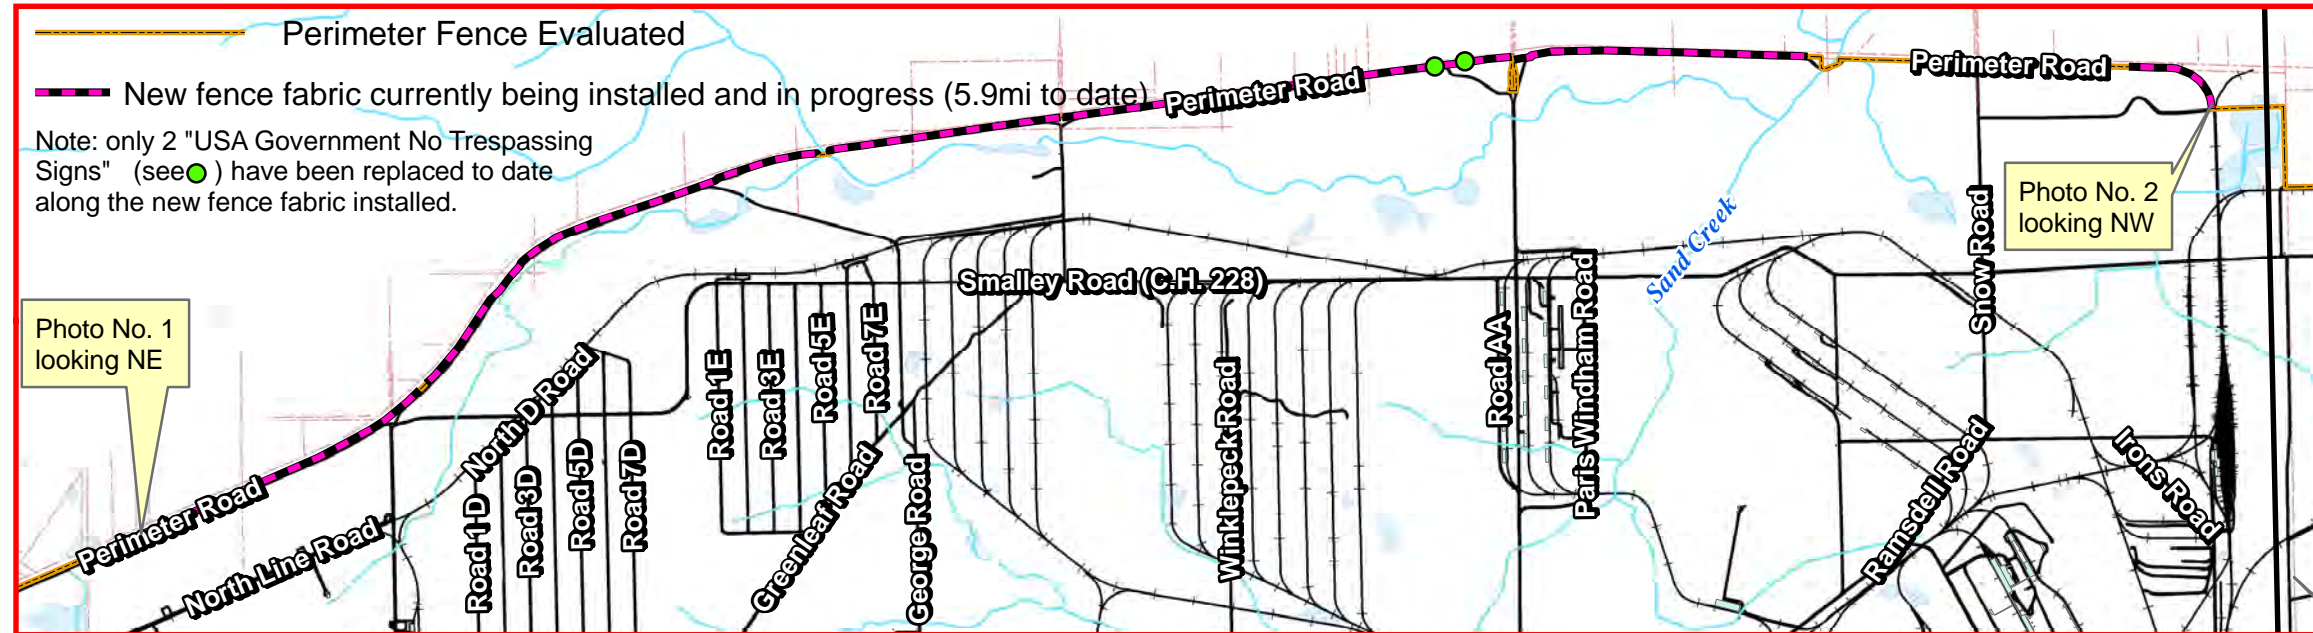 Perimeter Fence Evaluated
New fence fabric currently being installed and in progress (5.9mi to date)
Note: only 2 "USA Government No Trespassing
Signs" (see ) have been replaced to date
along the new fence fabric installed.
Perimeter Road
Perimeter Road
Photo No. 2
looking NW
Snow Road
Sand Creek
Smalley Road (C.H. 228)
Photo No. 1
looking NE
Perimeter Road
North Line Road
North D Road
Road 1 D
Road 3D
Road 5D
Road 7D
Road 1E
Road 3E
Road 5E
Road 7E
Greenleaf Road
George Road
Winklepeck Road
Road AA
Paris Windham Road
Ramsdell Road
Irons Road